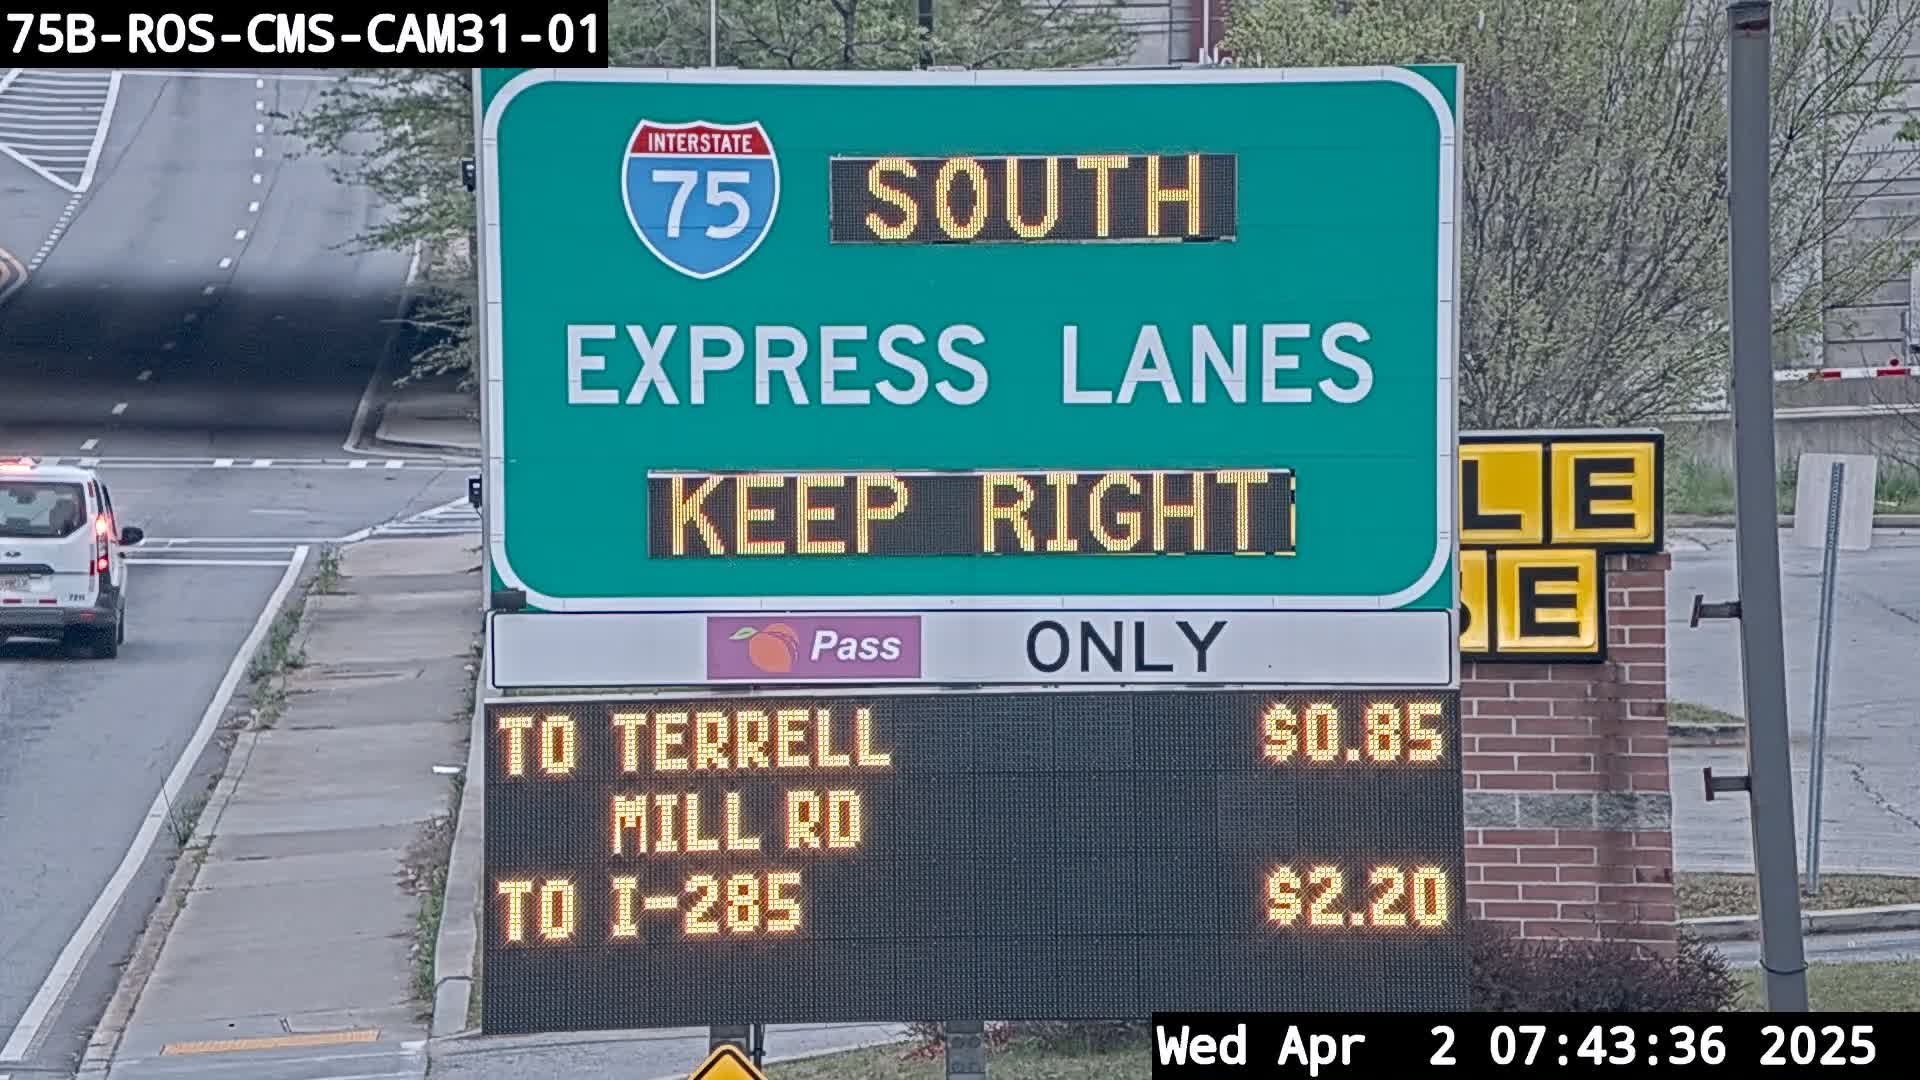 75B-ROS-CMS-CAM31-01
INTERSTATE
75
SOUTH
EXPRESS LANES
KEEP RIGHT
Pass ONLY
LE
E
TO TERRELL $0.85
MILL RD
TO I-285 $2.20
Wed Apr 2 07:43:36 2025